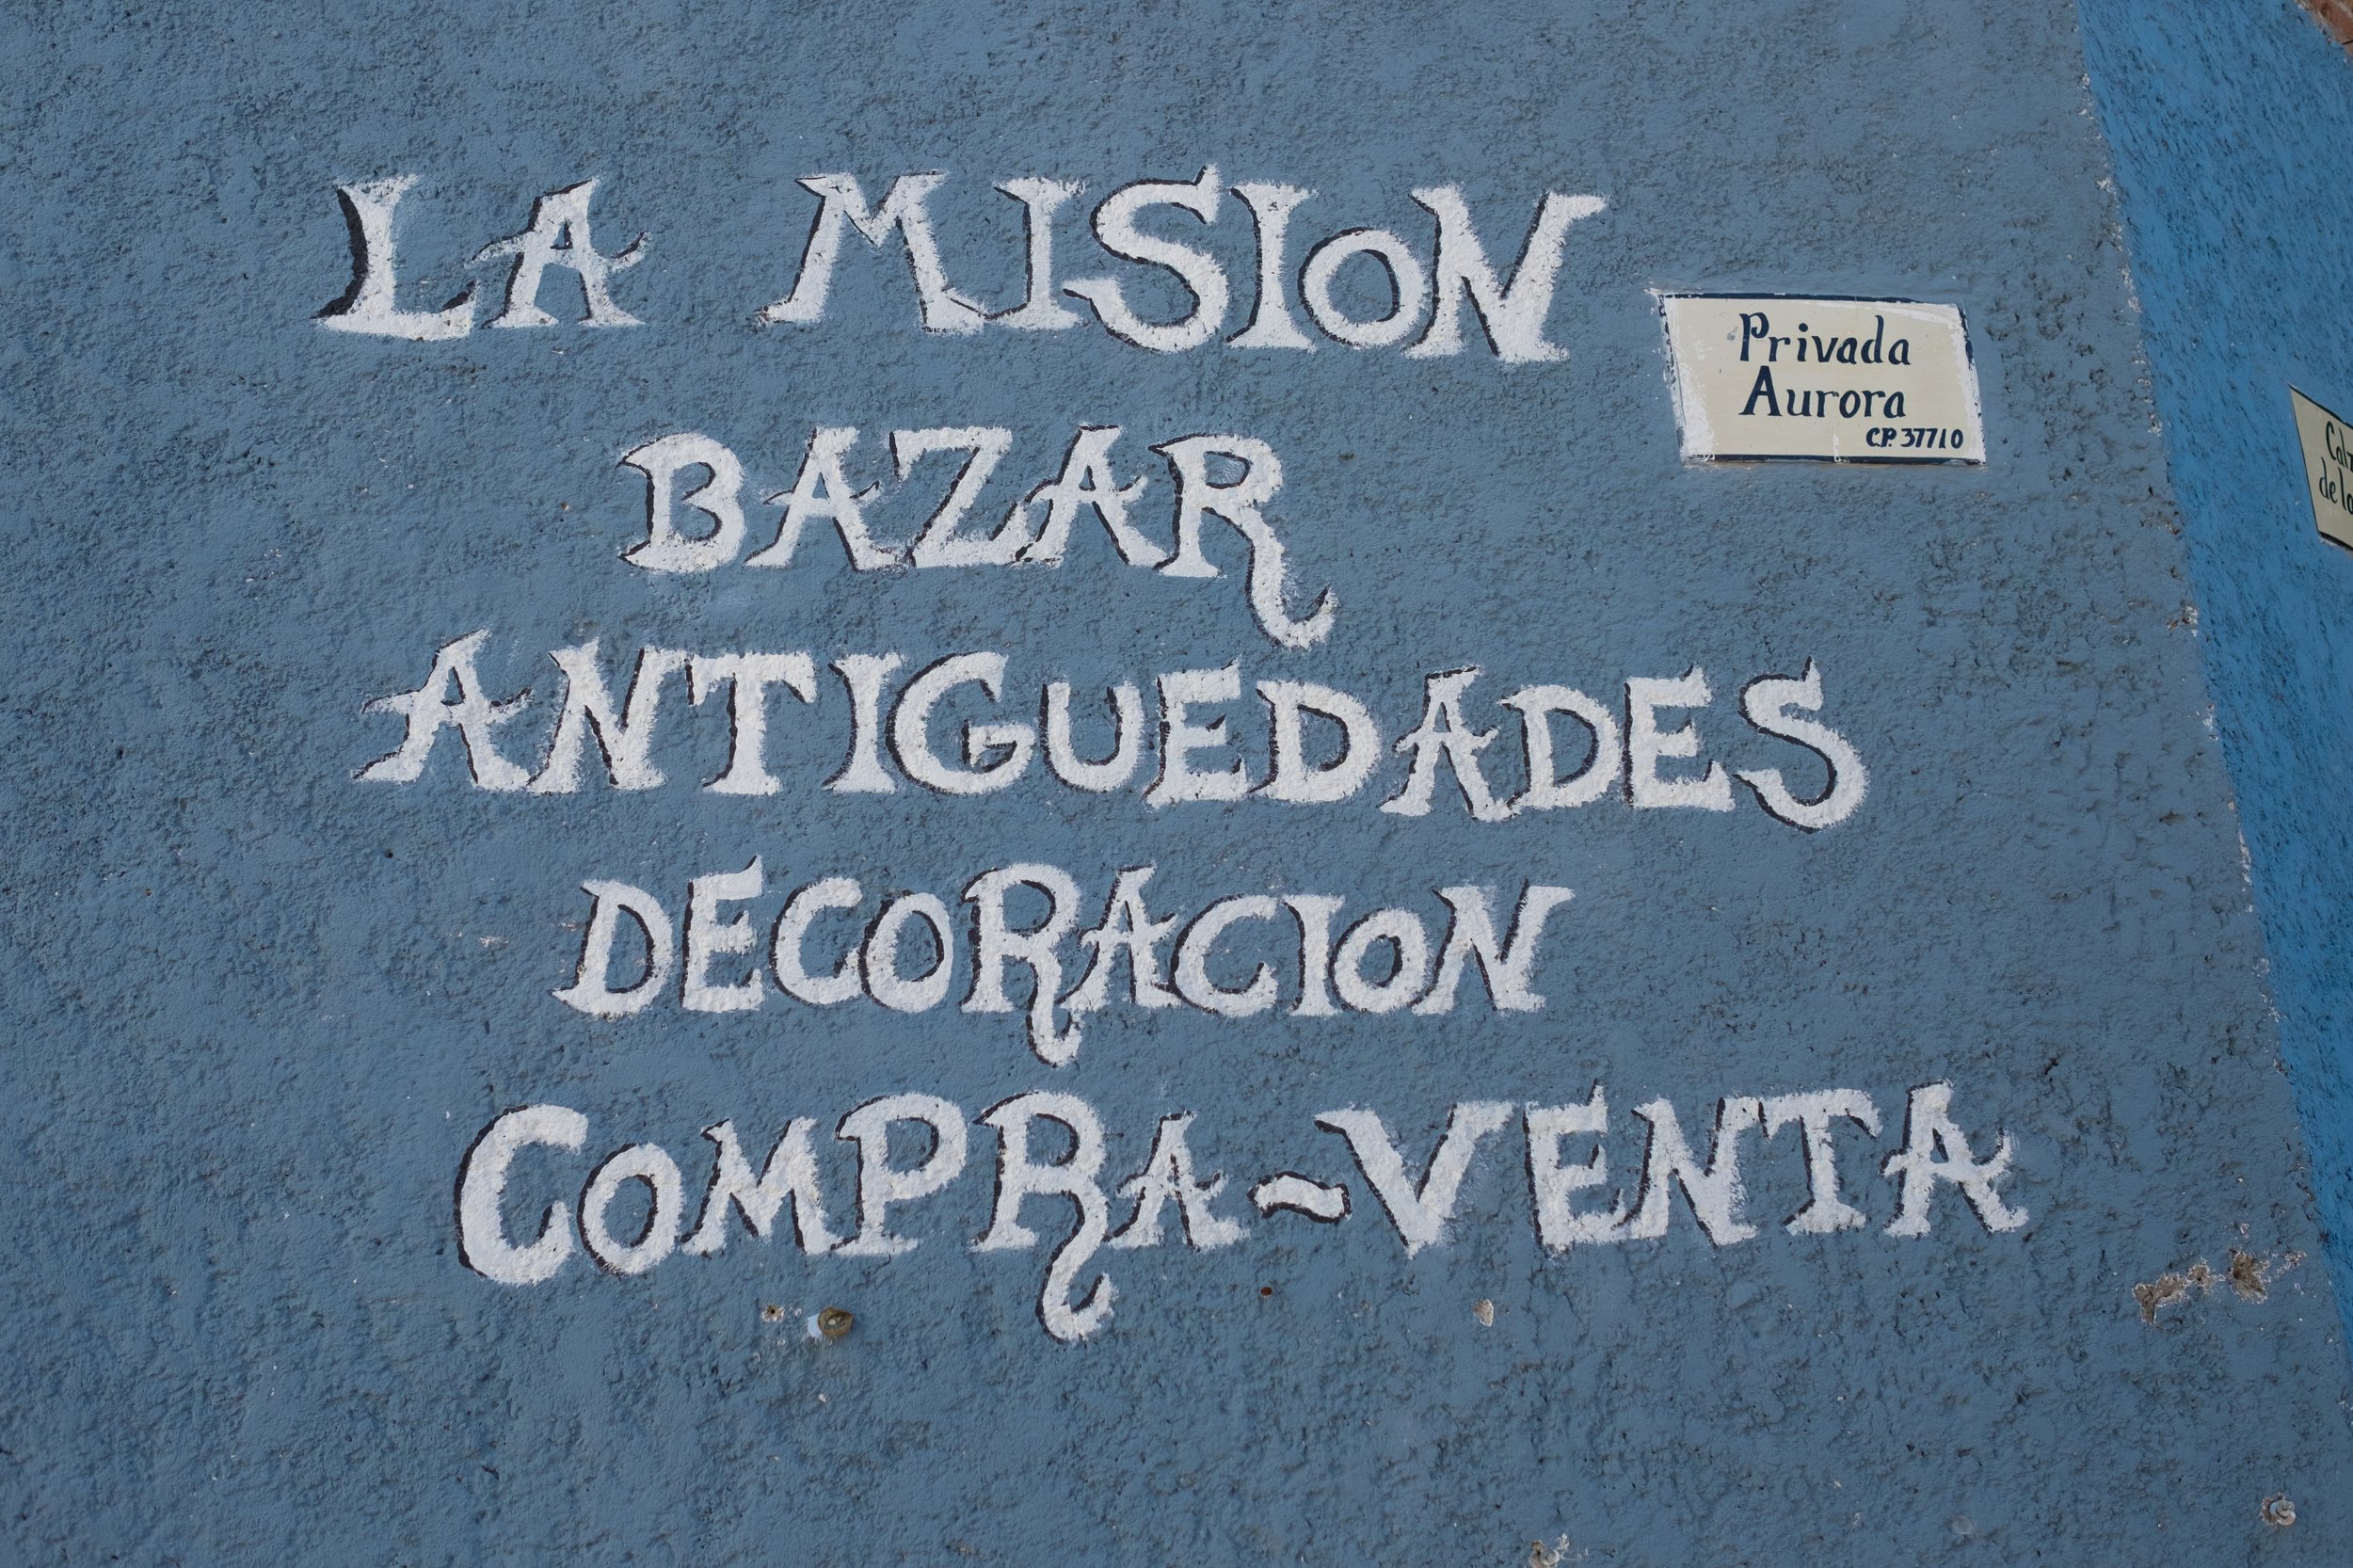 LA MISION
BAZAR
ANTIGUEDADES
DECORACION
COMPRA~VENTA
Privada
Aurora
C.P. 37710